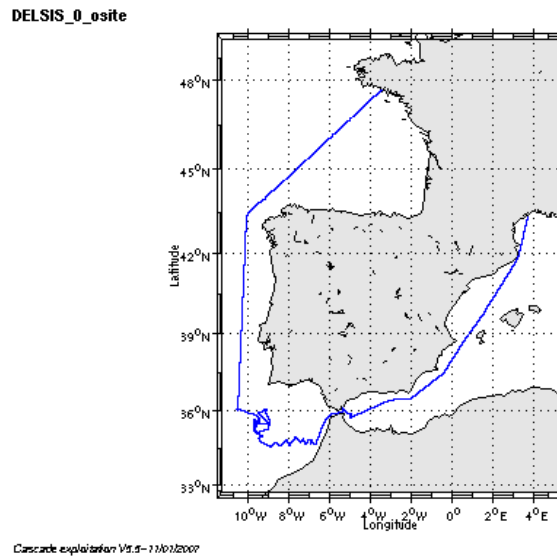 DELSIS_0_osite
48°N
45°N
42°N
39°N
36°N
33°N
Latitude
10°W 8°W 6°W 4°W 2°W 0° 2°E 4°E
Longitude
Cascade exploitation V5.5-11/01/2007